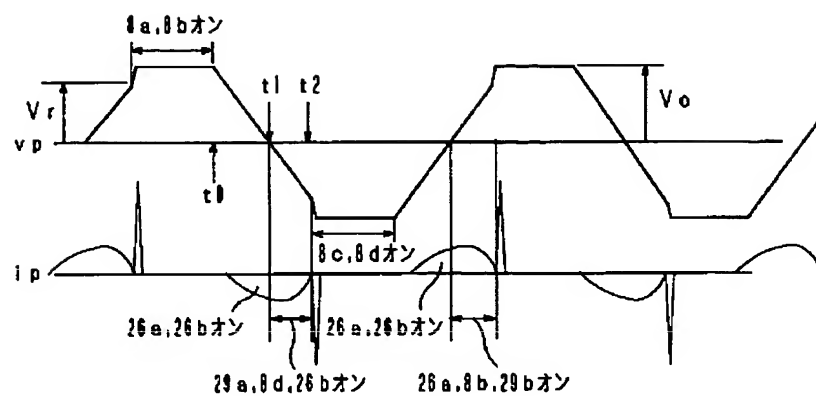 8a,8bオン
t1 t2
Vr
Vo
vp
t0
8c,8dオン
ip
26a,26bオン
26a,26bオン
29a,8d,26bオン
26a,8b,29bオン